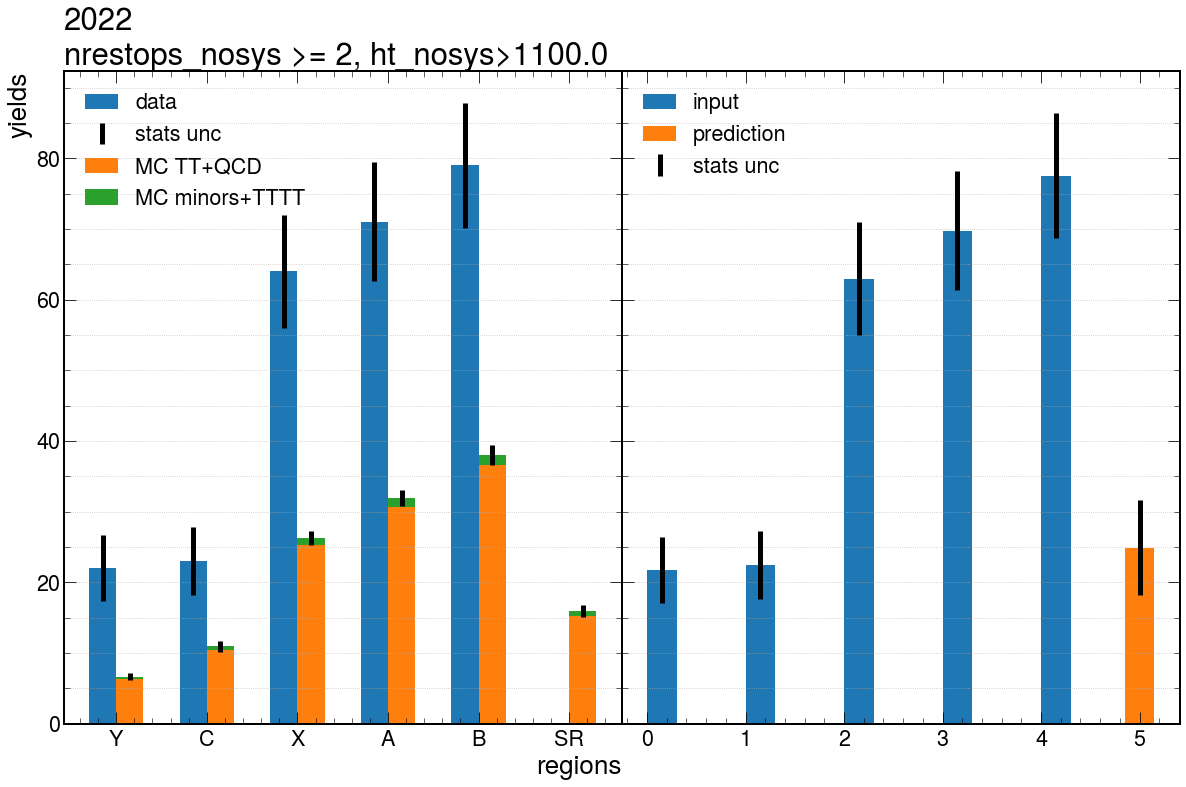 2022
nrestops_nosys >= 2, ht_nosys>1100.0
yields
data
stats unc
MC TT+QCD
MC minors+TTTT
input
prediction
stats unc
80
60
40
20
0
Y C X A B SR
0 1 2 3 4 5
regions